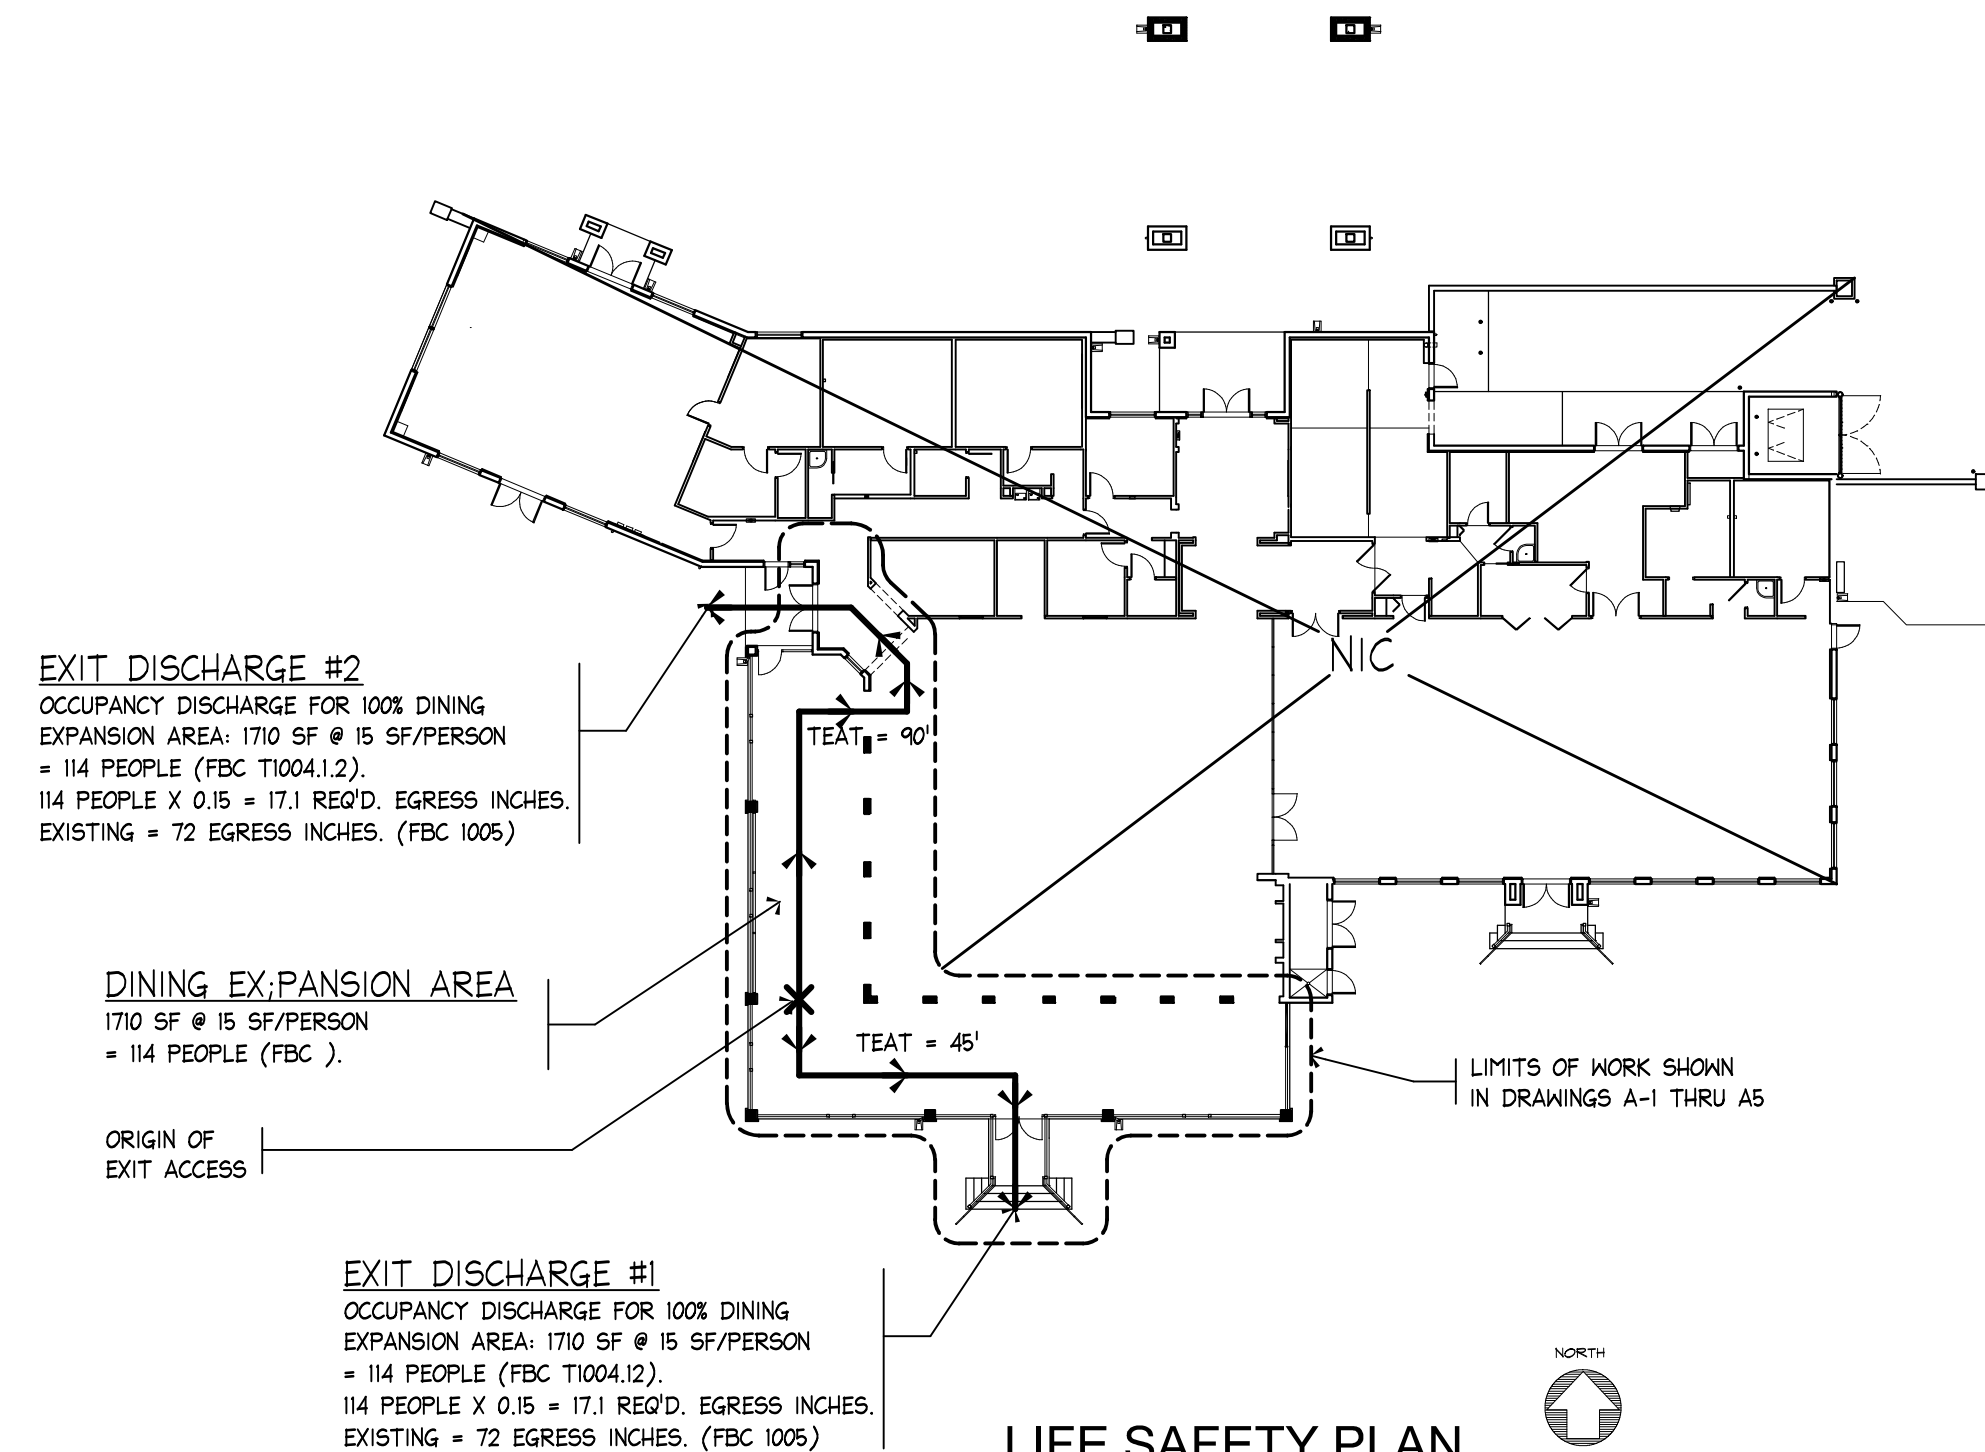 NIC
EXIT DISCHARGE #2
OCCUPANCY DISCHARGE FOR 100% DINING
EXPANSION AREA: 1710 SF @ 15 SF/PERSON
= 114 PEOPLE (FBC T1004.1.2).
114 PEOPLE X 0.15 = 17.1 REQ'D. EGRESS INCHES.
EXISTING = 72 EGRESS INCHES. (FBC 1005)
TEAT = 90'
DINING EX;PANSION AREA
1710 SF @ 15 SF/PERSON
= 114 PEOPLE (FBC ).
TEAT = 45'
LIMITS OF WORK SHOWN
IN DRAWINGS A-1 THRU A5
ORIGIN OF
EXIT ACCESS
EXIT DISCHARGE #1
OCCUPANCY DISCHARGE FOR 100% DINING
EXPANSION AREA: 1710 SF @ 15 SF/PERSON
= 114 PEOPLE (FBC T1004.12).
114 PEOPLE X 0.15 = 17.1 REQ'D. EGRESS INCHES.
EXISTING = 72 EGRESS INCHES. (FBC 1005)
NORTH
LIFE SAFETY PLAN